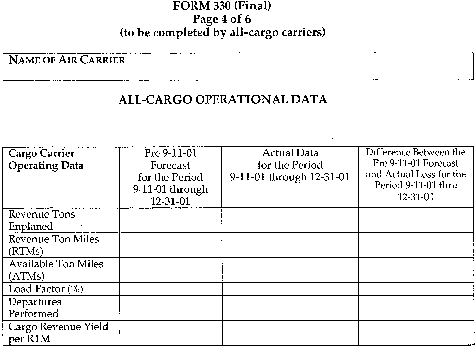 FORM 330 (Final)
Page 4 of 6
(to be completed by all-cargo carriers)
NAME OF AIR CARRIER
ALL-CARGO OPERATIONAL DATA
Cargo Carrier
Operating Data
Pre 9-11-01
Forecast
for the Period
9-11-01 through
12-31-01
Actual Data
for the Period
9-11-01 through 12-31-01
Difference Between the
Pre 9-11-01 Forecast
and Actual Loss for the
Period 9-11-01 thru
12-31-01
Revenue Tons
Enplaned
Revenue Ton Miles
(RTMs)
Available Ton Miles
(ATMs)
Load Factor (%)
Departures
Performed
Cargo Revenue Yield
per RTM